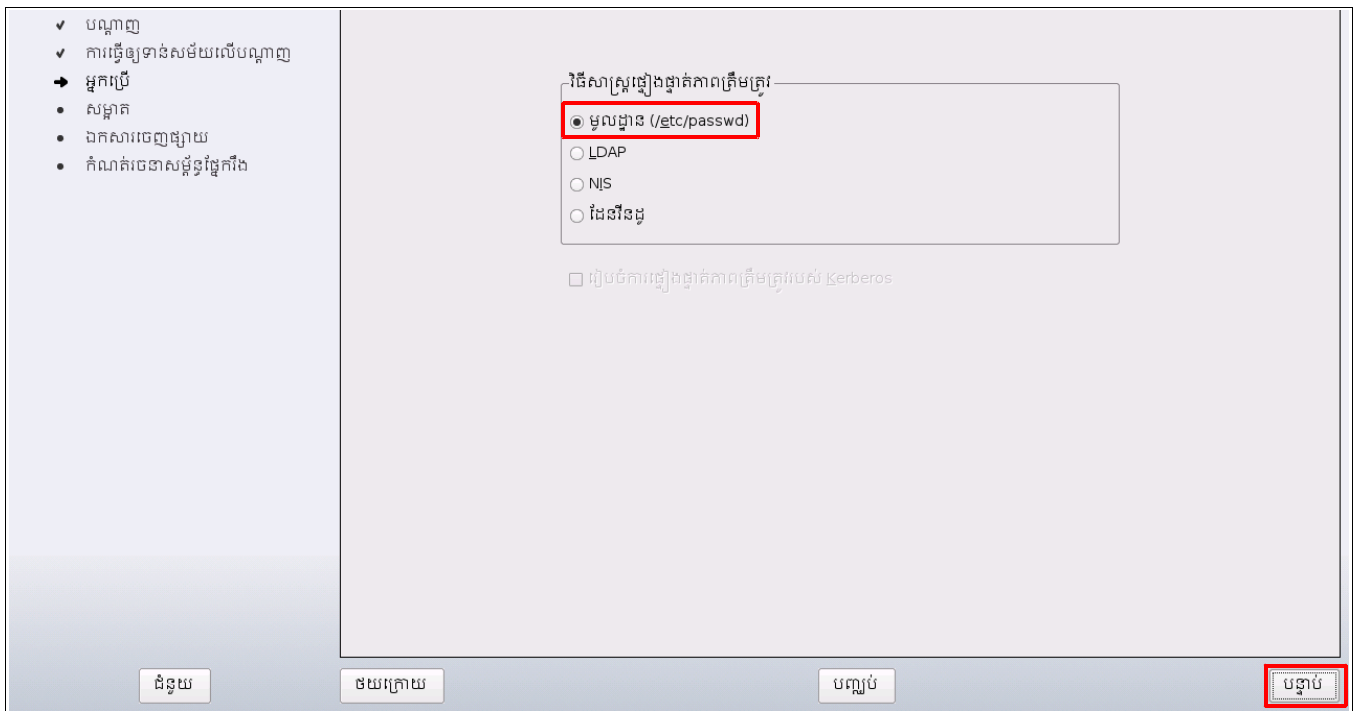 បណ្ដាញ
ការធ្វើឲ្យទាន់សម័យលើបណ្ដាញ
អ្នកប្រើ
សម្អាត
ឯកសារចេញផ្សាយ
កំណត់រចនាសម្ព័ន្ធផ្នែករឹង
វិធីសាស្ត្រផ្ទៀងផ្ទាត់ភាពត្រឹមត្រូវ
មូលដ្ឋាន (/etc/passwd)
LDAP
NIS
ដែនវីនដូ
រៀបចំការផ្ទៀងផ្ទាត់ភាពត្រឹមត្រូវរបស់ Kerberos
ជំនួយ
ថយក្រោយ
បញ្ឈប់
បន្ទាប់